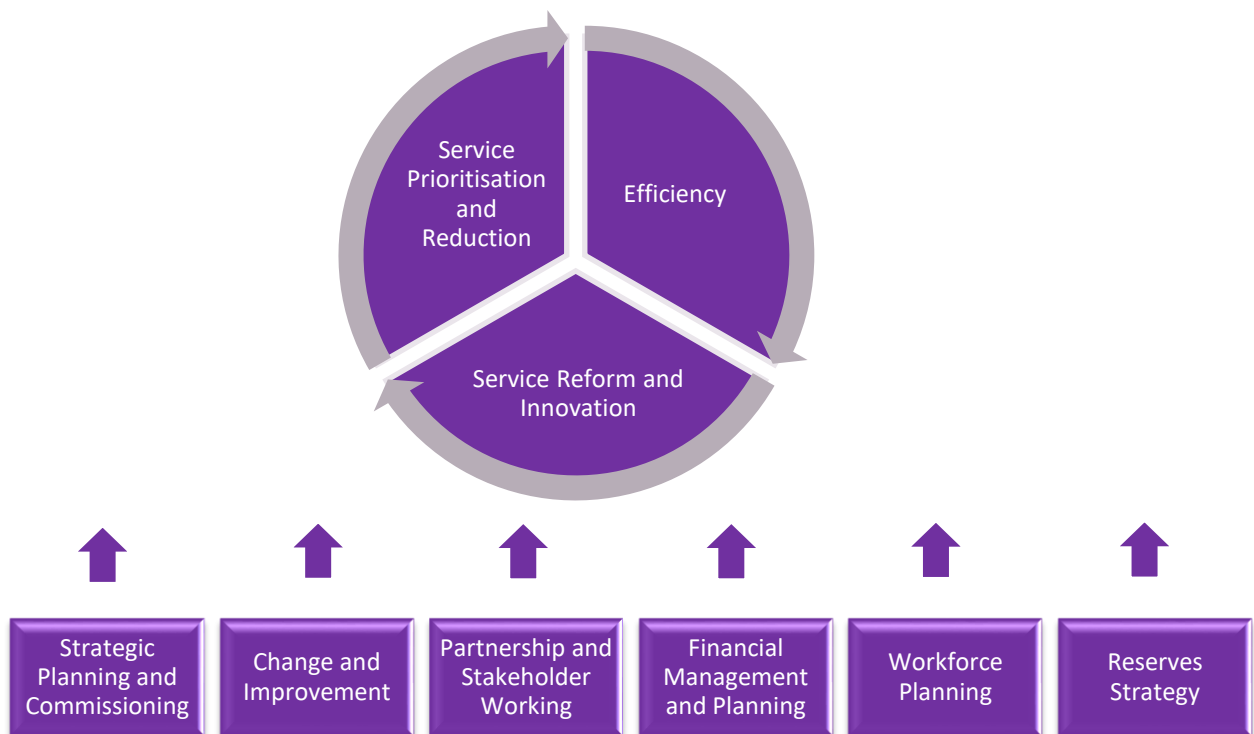 Service
Prioritisation
and
Reduction
Efficiency
Service Reform and
Innovation
Strategic
Planning and
Commissioning
Change and
Improvement
Partnership and
Stakeholder
Working
Financial
Management
and Planning
Workforce
Planning
Reserves
Strategy